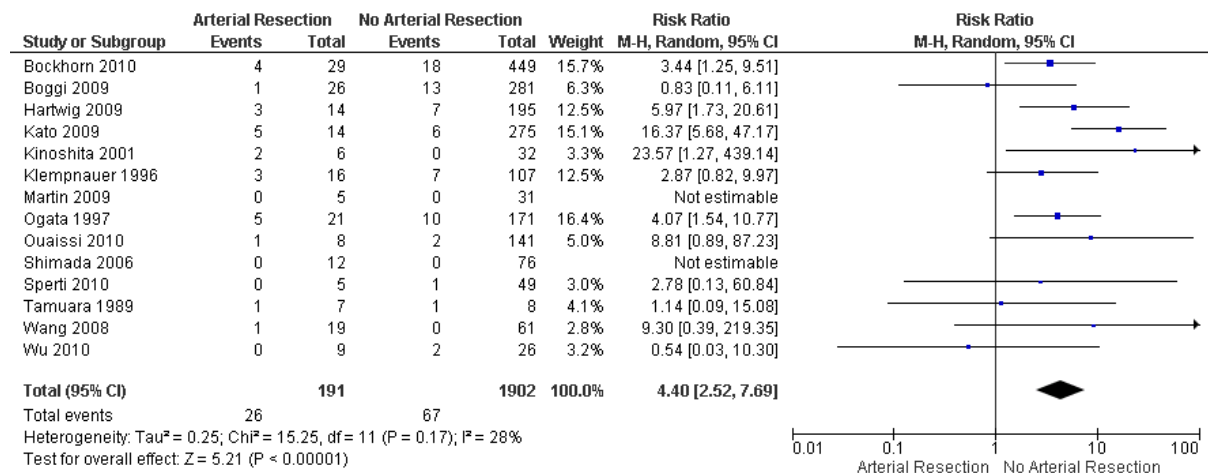 Arterial Resection No Arterial Resection Risk Ratio Risk Ratio
Study or Subgroup Events Total Events Total Weight M-H, Random, 95% CI M-H, Random, 95% CI
Bockhorn 2010 4 29 18 449 15.7% 3.44 [1.25, 9.51]
Boggi 2009 1 26 13 281 6.3% 0.83 [0.11, 6.11]
Hartwig 2009 3 14 7 195 12.5% 5.97 [1.73, 20.61]
Kato 2009 5 14 6 275 15.1% 16.37 [5.68, 47.17]
Kinoshita 2001 2 6 0 32 3.3% 23.57 [1.27, 439.14]
Klempnauer 1996 3 16 7 107 12.5% 2.87 [0.82, 9.97]
Martin 2009 0 5 0 31 Not estimable
Ogata 1997 5 21 10 171 16.4% 4.07 [1.54, 10.77]
Ouaissi 2010 1 8 2 141 5.0% 8.81 [0.89, 87.23]
Shimada 2006 0 12 0 76 Not estimable
Sperti 2010 0 5 1 49 3.0% 2.78 [0.13, 60.84]
Tamuara 1989 1 7 1 8 4.1% 1.14 [0.09, 15.08]
Wang 2008 1 19 0 61 2.8% 9.30 [0.39, 219.35]
Wu 2010 0 9 2 26 3.2% 0.54 [0.03, 10.30]
Total (95% CI) 191 1902 100.0% 4.40 [2.52, 7.69]
Total events 26 67
Heterogeneity: Tau² = 0.25; Chi² = 15.25, df = 11 (P = 0.17); I² = 28%
Test for overall effect: Z = 5.21 (P < 0.00001)
0.01 0.1 1 10 100
Arterial Resection No Arterial Resection